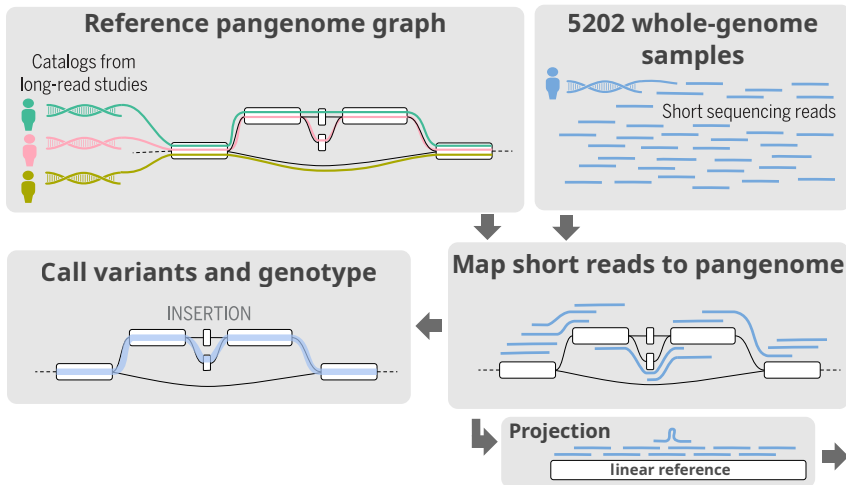 Reference pangenome graph
Catalogs from
long-read studies
5202 whole-genome
samples
Short sequencing reads
Call variants and genotype
INSERTION
Map short reads to pangenome
Projection
linear reference